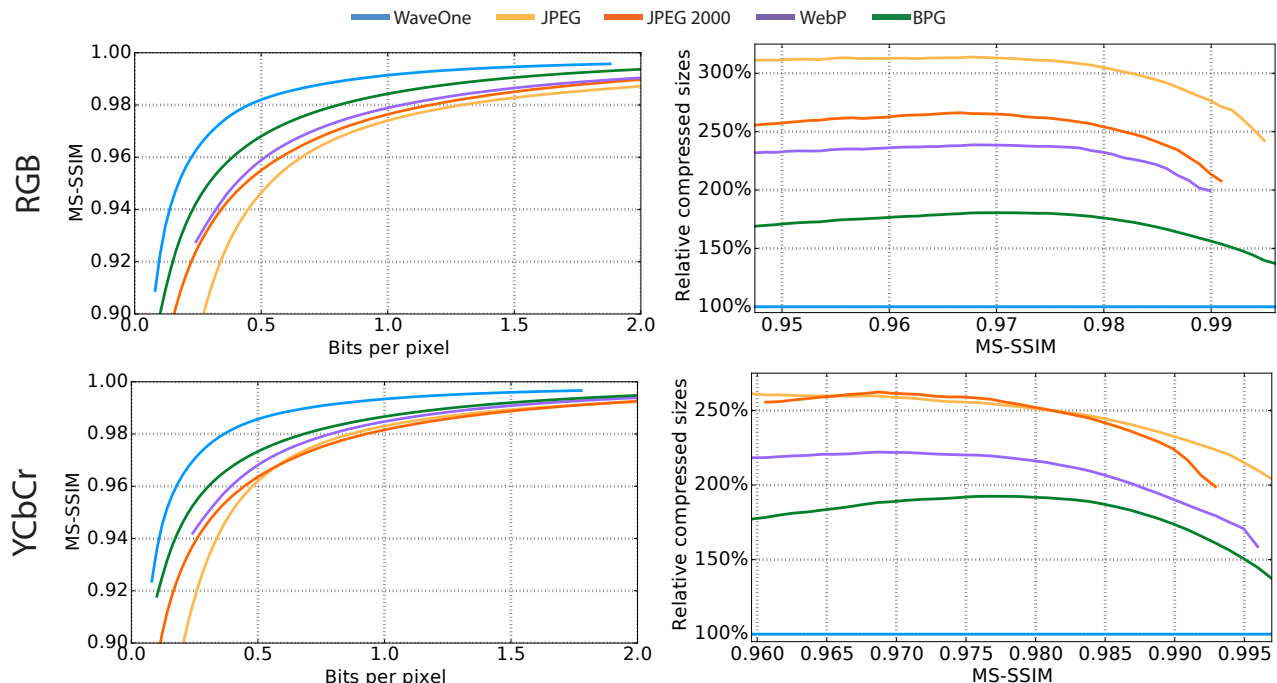 WaveOne JPEG JPEG 2000 WebP BPG
RGB
MS-SSIM
1.00
0.98
0.96
0.94
0.92
0.90
0.0 0.5 1.0 1.5 2.0
Bits per pixel
Relative compressed sizes
300%
250%
200%
150%
100%
0.95 0.96 0.97 0.98 0.99
MS-SSIM
YCbCr
MS-SSIM
1.00
0.98
0.96
0.94
0.92
0.90
0.0 0.5 1.0 1.5 2.0
Bits per pixel
Relative compressed sizes
250%
200%
150%
100%
0.960 0.965 0.970 0.975 0.980 0.985 0.990 0.995
MS-SSIM